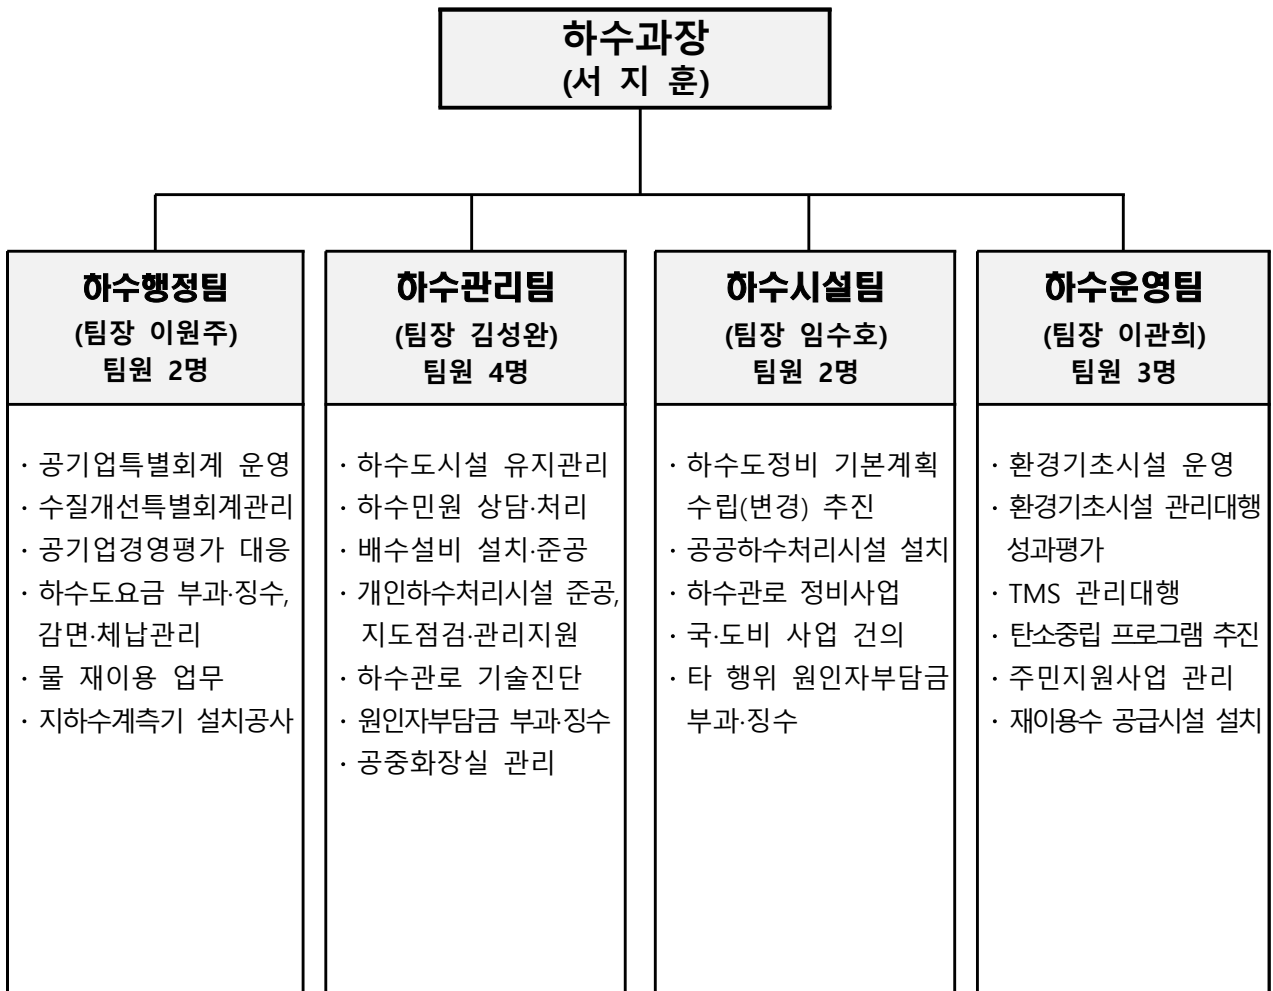 하수과장
(서 지 훈)
하수행정팀
(팀장 이원주)
팀원 2명
· 공기업특별회계 운영
· 수질개선특별회계관리
· 공기업경영평가 대응
· 하수도요금 부과·징수,
감면·체납관리
· 물 재이용 업무
· 지하수계측기 설치공사
하수관리팀
(팀장 김성완)
팀원 4명
· 하수도시설 유지관리
· 하수민원 상담·처리
· 배수설비 설치·준공
· 개인하수처리시설 준공,
지도점검·관리지원
· 하수관로 기술진단
· 원인자부담금 부과·징수
· 공중화장실 관리
하수시설팀
(팀장 임수호)
팀원 2명
· 하수도정비 기본계획
수립(변경) 추진
· 공공하수처리시설 설치
· 하수관로 정비사업
· 국·도비 사업 건의
· 타 행위 원인자부담금
부과·징수
하수운영팀
(팀장 이관희)
팀원 3명
· 환경기초시설 운영
· 환경기초시설 관리대행
성과평가
· TMS 관리대행
· 탄소중립 프로그램 추진
· 주민지원사업 관리
· 재이용수 공급시설 설치